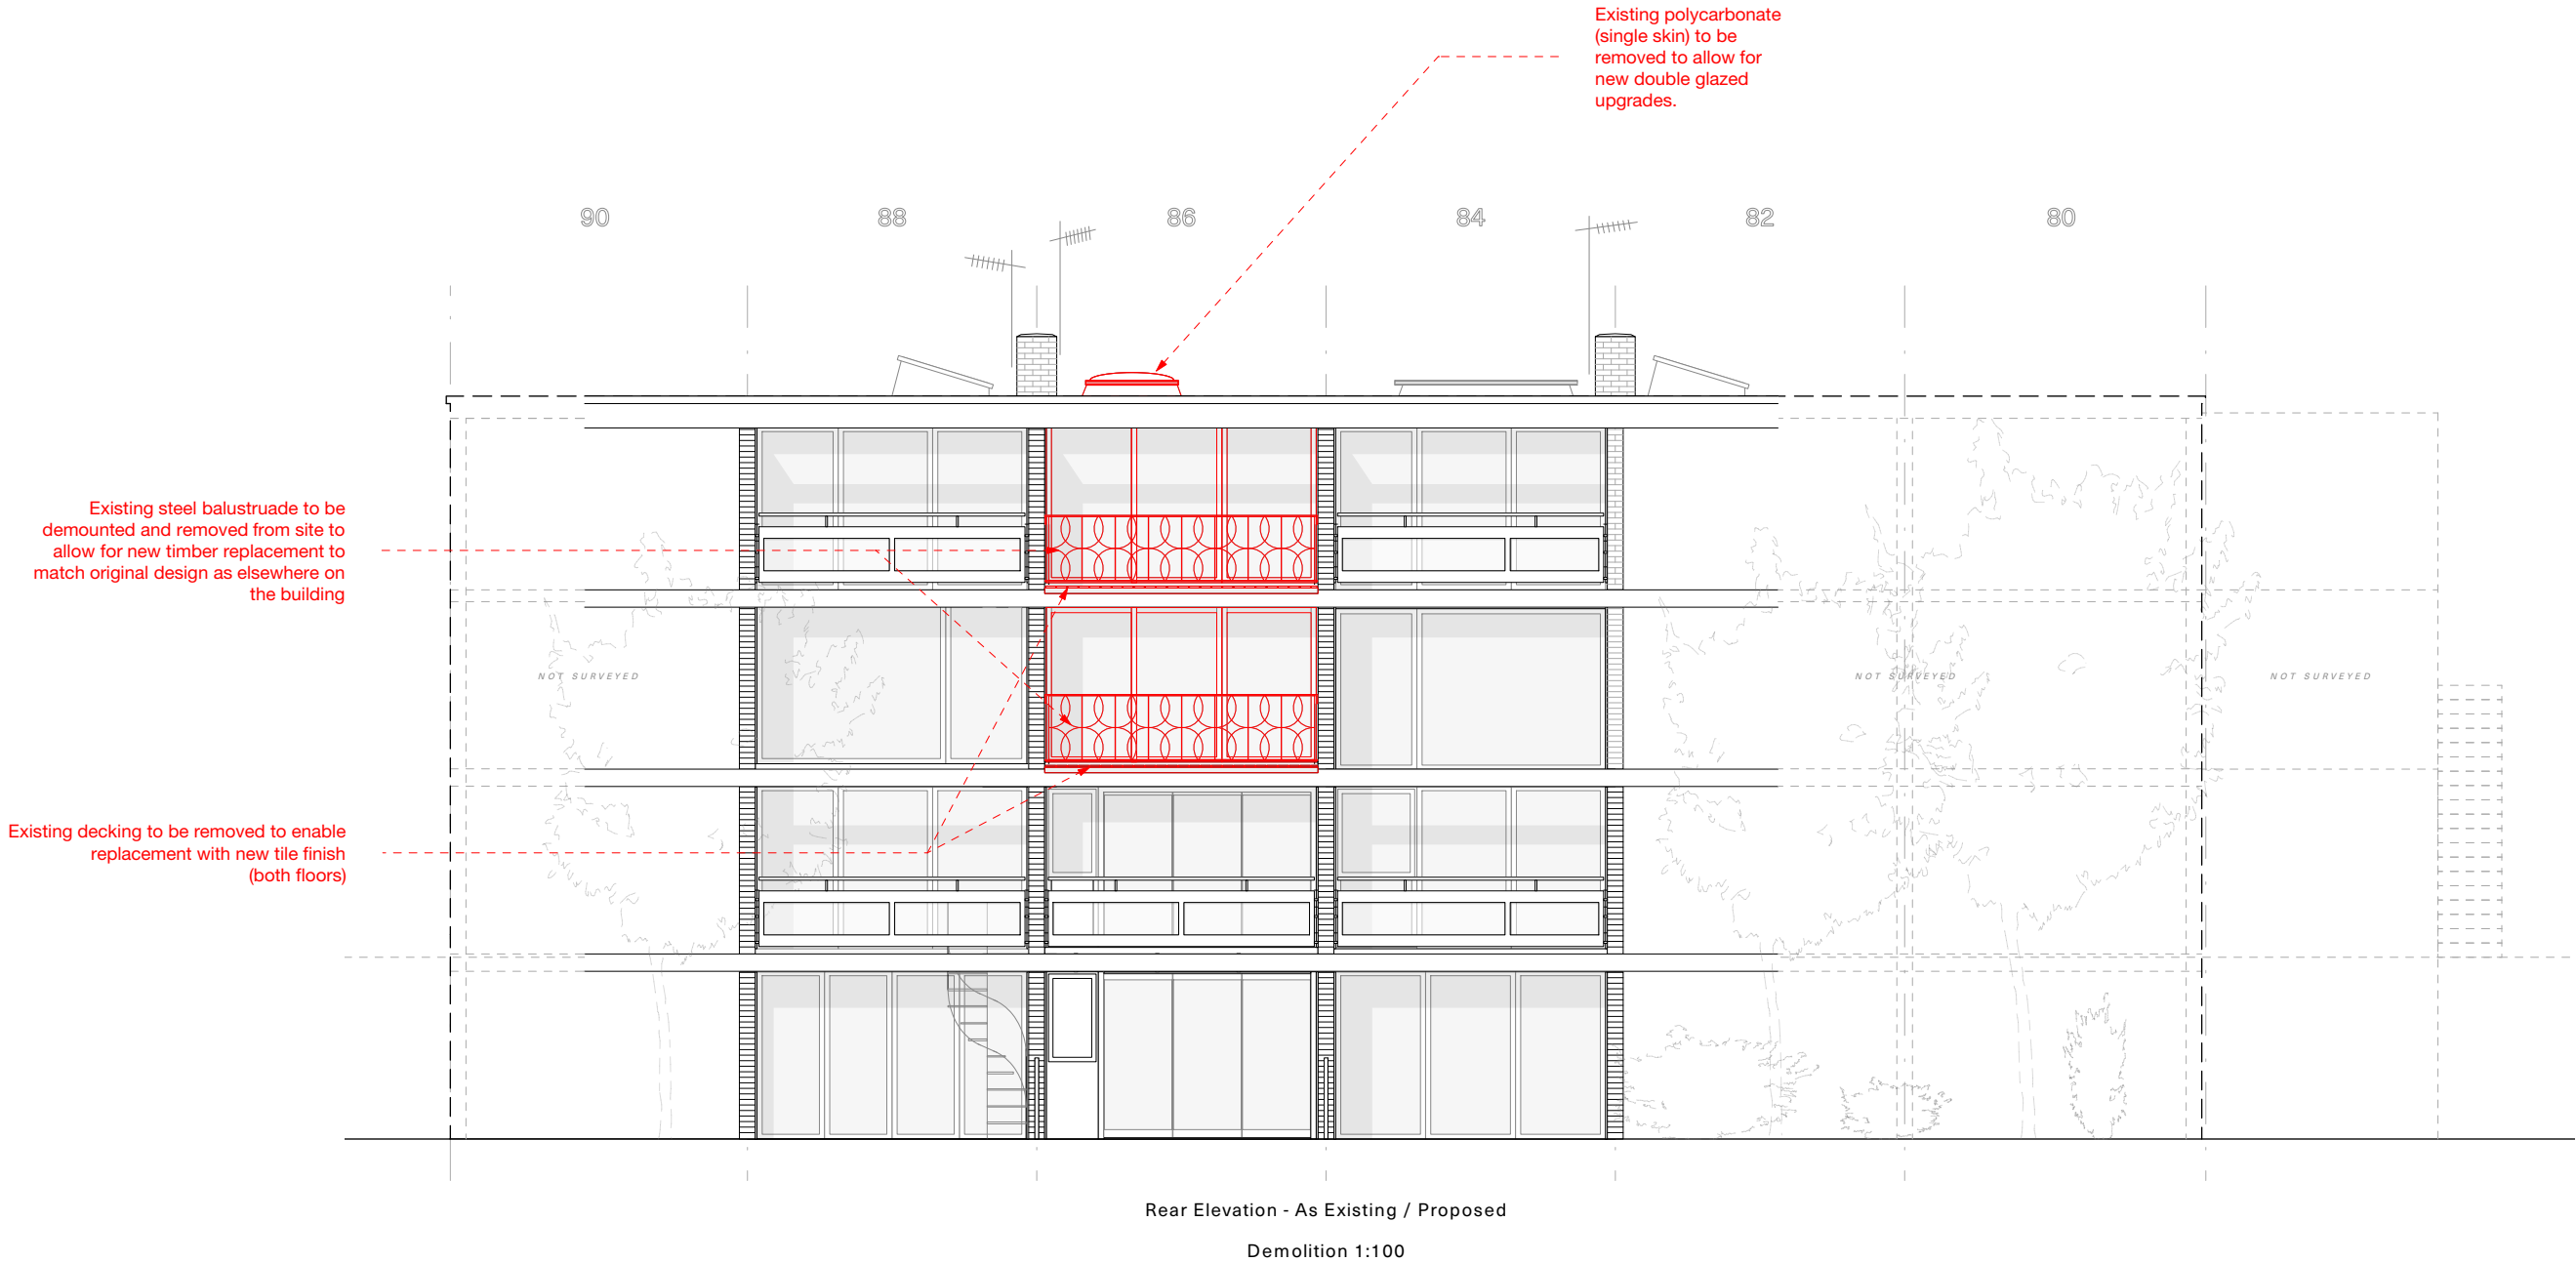 Existing polycarbonate
(single skin) to be
removed to allow for
new double glazed
upgrades.
90
88
86
84
82
80
Existing steel balustruade to be
demounted and removed from site to
allow for new timber replacement to
match original design as elsewhere on
the building
NOT SURVEYED
NOT SURVEYED
NOT SURVEYED
Existing decking to be removed to enable
replacement with new tile finish
(both floors)
Rear Elevation - As Existing / Proposed
Demolition 1:100